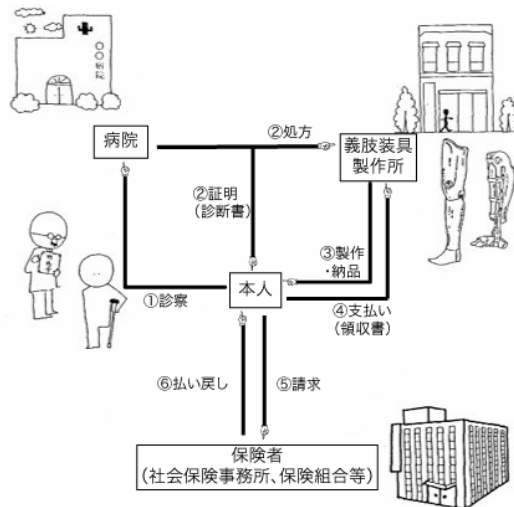 〇〇病院
病院
②処方
義肢装具
製作所
②証明
(診断書)
③製作
・納品
本人
①診察
④支払い
(領収書)
⑥払い戻し
⑤請求
保険者
(社会保険事務所、保険組合等)